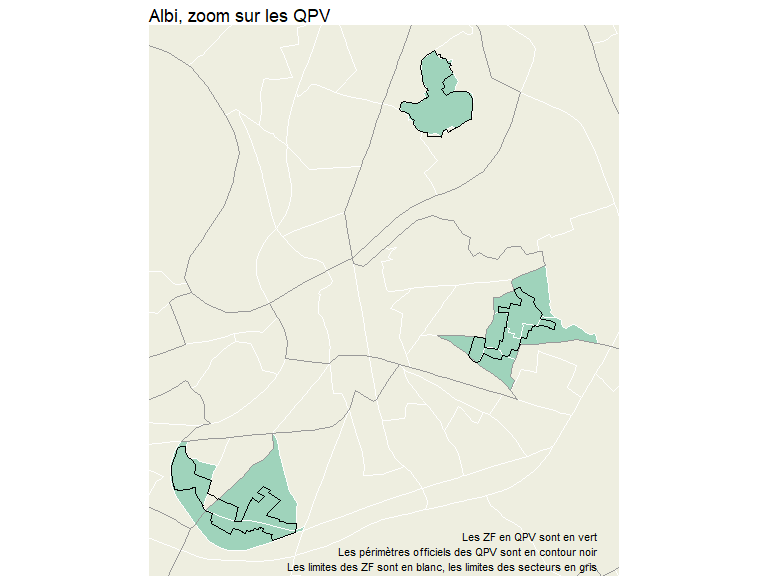 Albi, zoom sur les QPV
Les ZF en QPV sont en vert
Les périmètres officiels des QPV sont en contour noir
Les limites des ZF sont en blanc, les limites des secteurs en gris